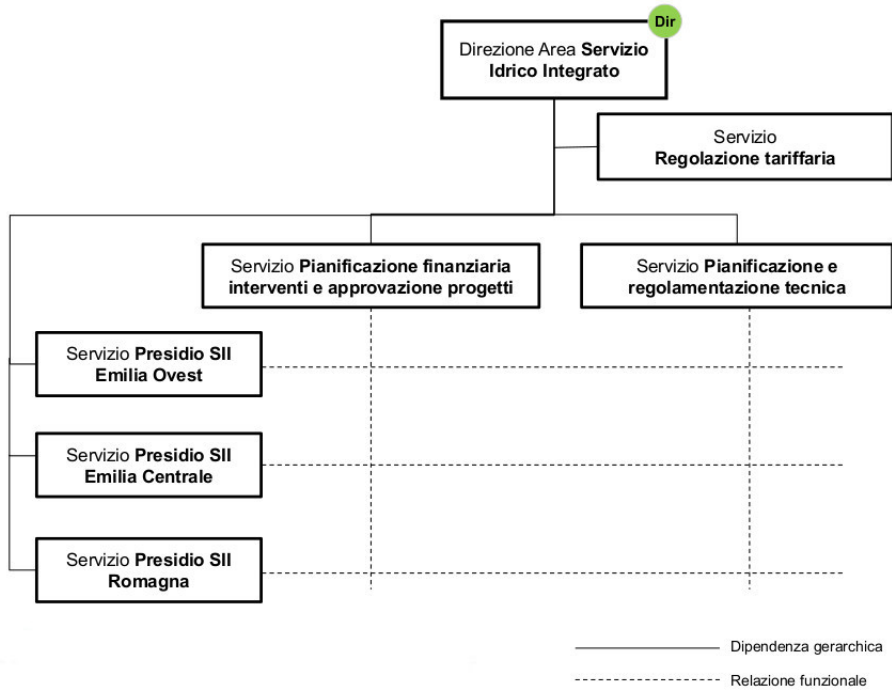 Dir
Direzione Area Servizio
Idrico Integrato
Servizio
Regolazione tariffaria
Servizio Pianificazione finanziaria
interventi e approvazione progetti
Servizio Pianificazione e
regolamentazione tecnica
Servizio Presidio SII
Emilia Ovest
Servizio Presidio SII
Emilia Centrale
Servizio Presidio SII
Romagna
Dipendenza gerarchica
Relazione funzionale